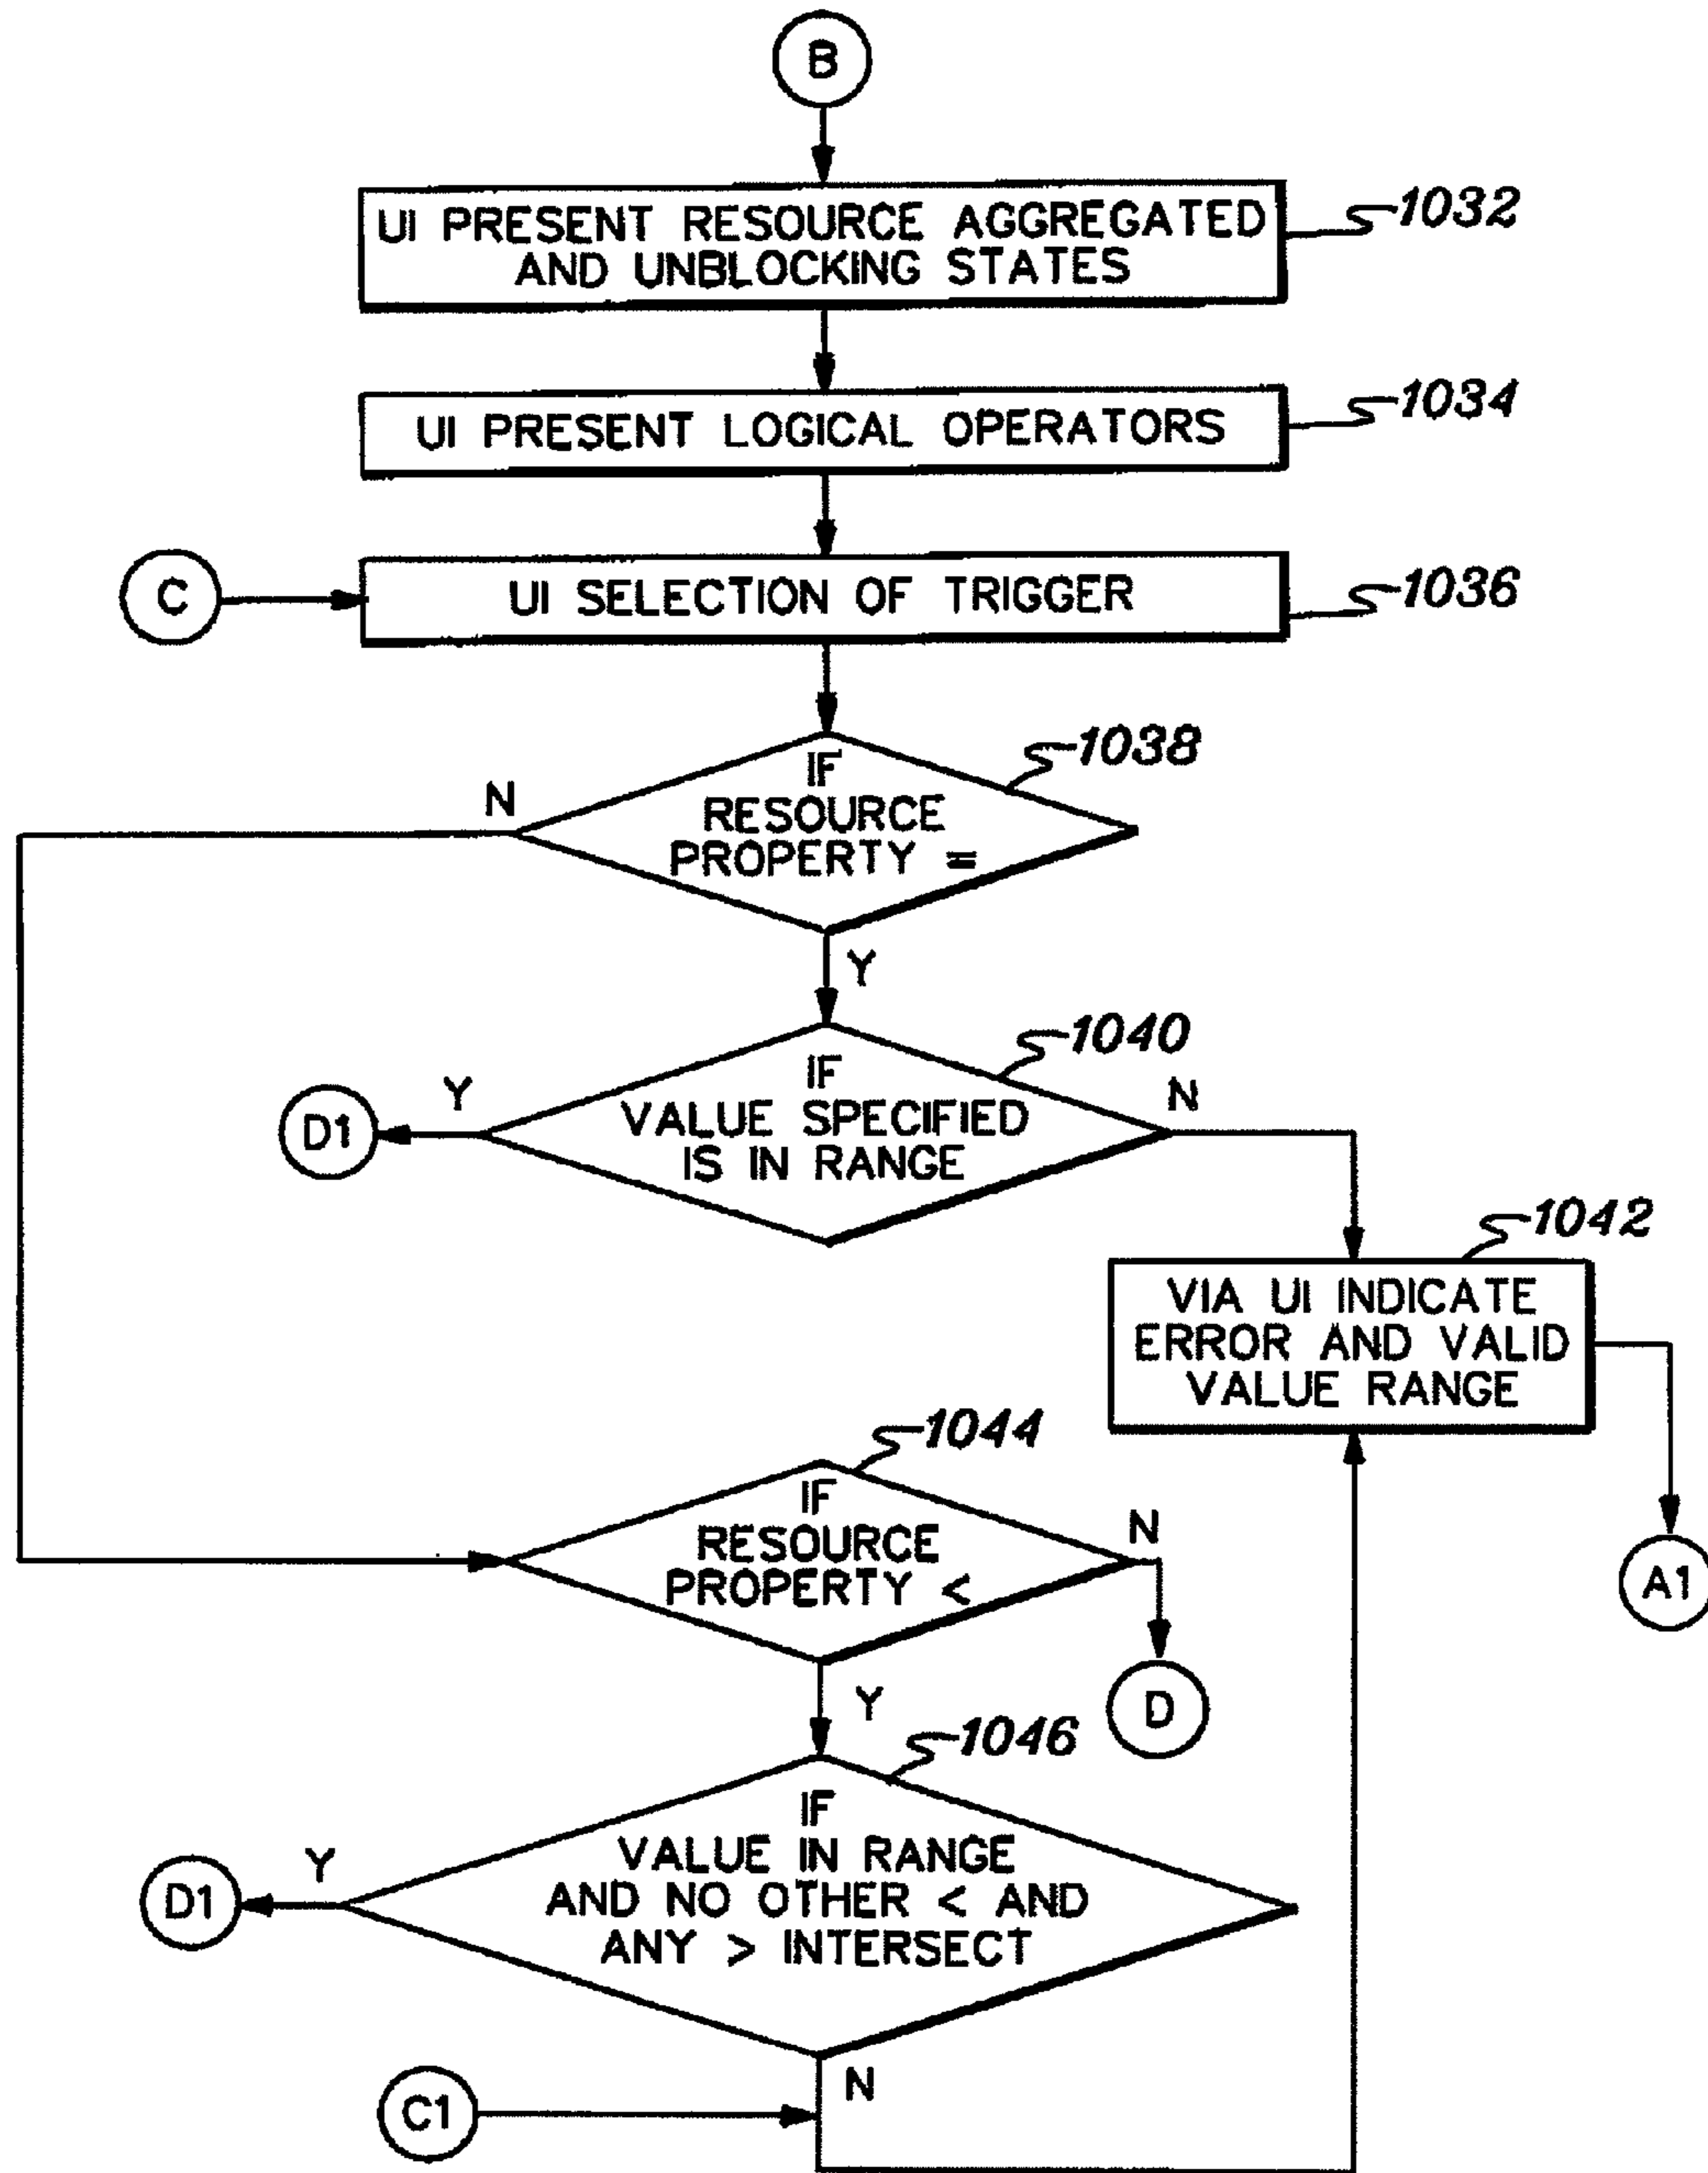 B
UI PRESENT RESOURCE AGGREGATED
AND UNBLOCKING STATES
1032
UI PRESENT LOGICAL OPERATORS
1034
C
UI SELECTION OF TRIGGER
1036
1038
N
IF
RESOURCE
PROPERTY =
Y
1040
D1
Y
IF
VALUE SPECIFIED
IS IN RANGE
N
1042
VIA UI INDICATE
ERROR AND VALID
VALUE RANGE
1044
IF
RESOURCE
PROPERTY <
N
A1
D
Y
1046
D1
Y
IF
VALUE IN RANGE
AND NO OTHER < AND
ANY > INTERSECT
N
C1